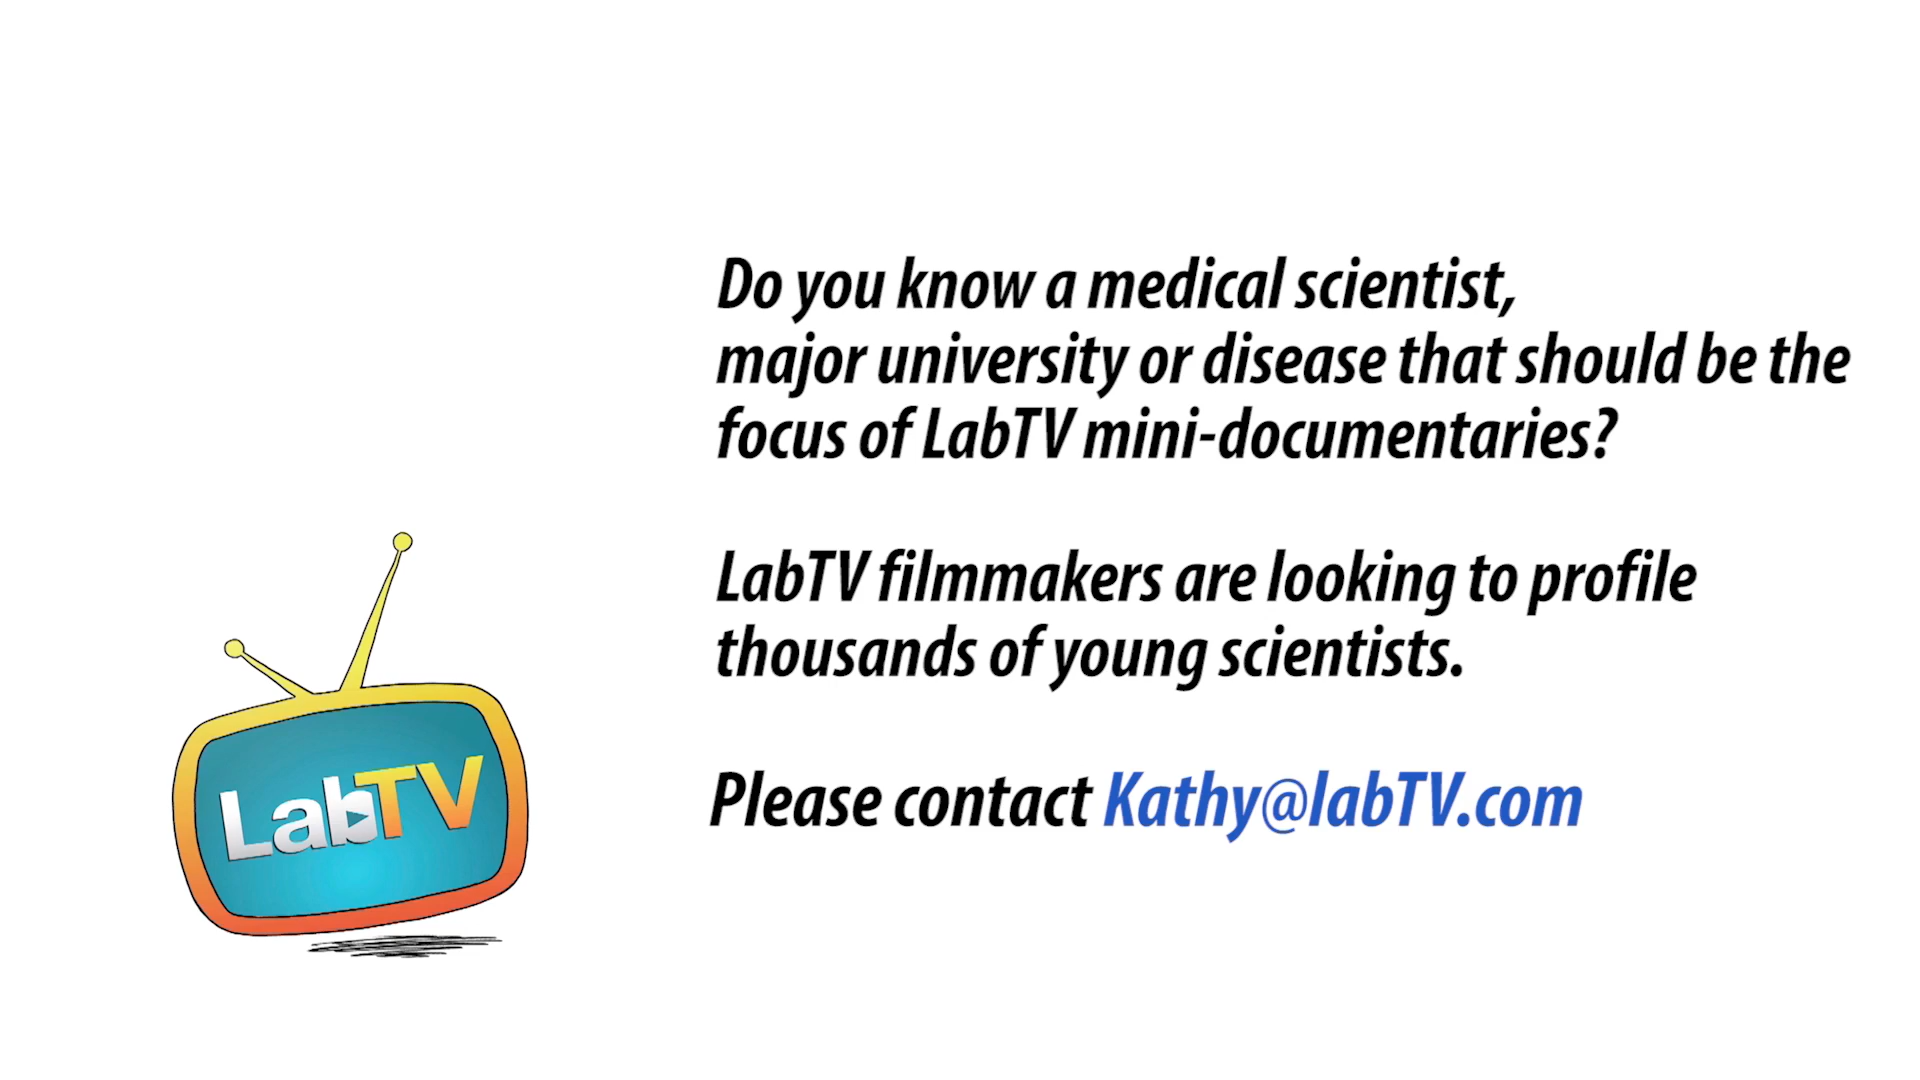 Do you know a medical scientist,
major university or disease that should be the
focus of LabTV mini-documentaries?
LabTV filmmakers are looking to profile
thousands of young scientists.
Please contact Kathy@labTV.com
LabTV